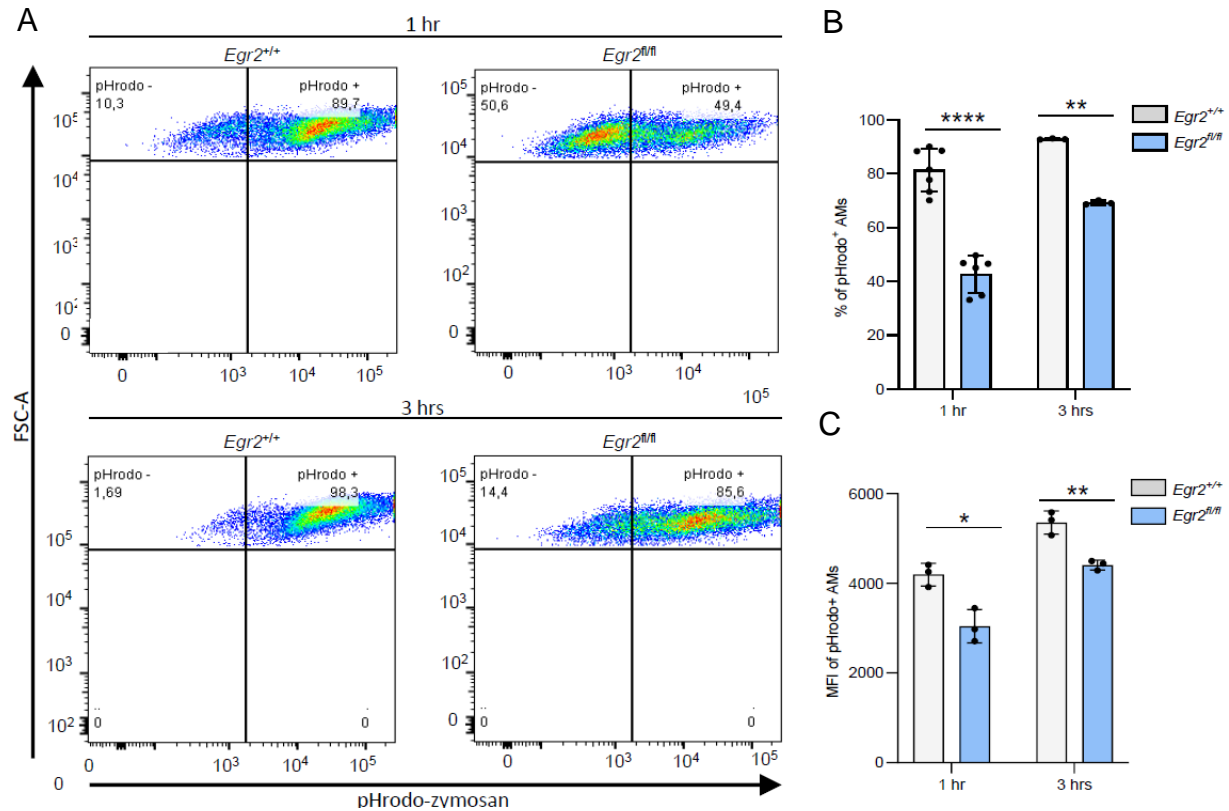 A
1 hr
Egr2+/+
Egr2fl/fl
pHrodo -
10,3
pHrodo +
89,7
10⁵
10⁴
10³
10²
0
0
10³
10⁴
10⁵
pHrodo -
50,6
pHrodo +
49,4
10⁵
10⁴
10³
10²
0
0
10³
10⁴
10⁵
3 hrs
Egr2+/+
Egr2fl/fl
pHrodo -
1,69
pHrodo +
98,3
10⁵
10⁴
10³
10²
0
0
0
0
10³
10⁴
10⁵
pHrodo -
14,4
pHrodo +
85,6
10⁵
10⁴
10³
10²
0
0
0
0
10³
10⁴
10⁵
FSC-A
pHrodo-zymosan
B
% of pHrodo⁺ AMs
100
80
60
40
20
0
****
**
1 hr
3 hrs
Egr2+/+
Egr2fl/fl
C
MFI of pHrodo+ AMs
6000
4000
2000
0
*
**
1 hr
3 hrs
Egr2+/+
Egr2fl/fl